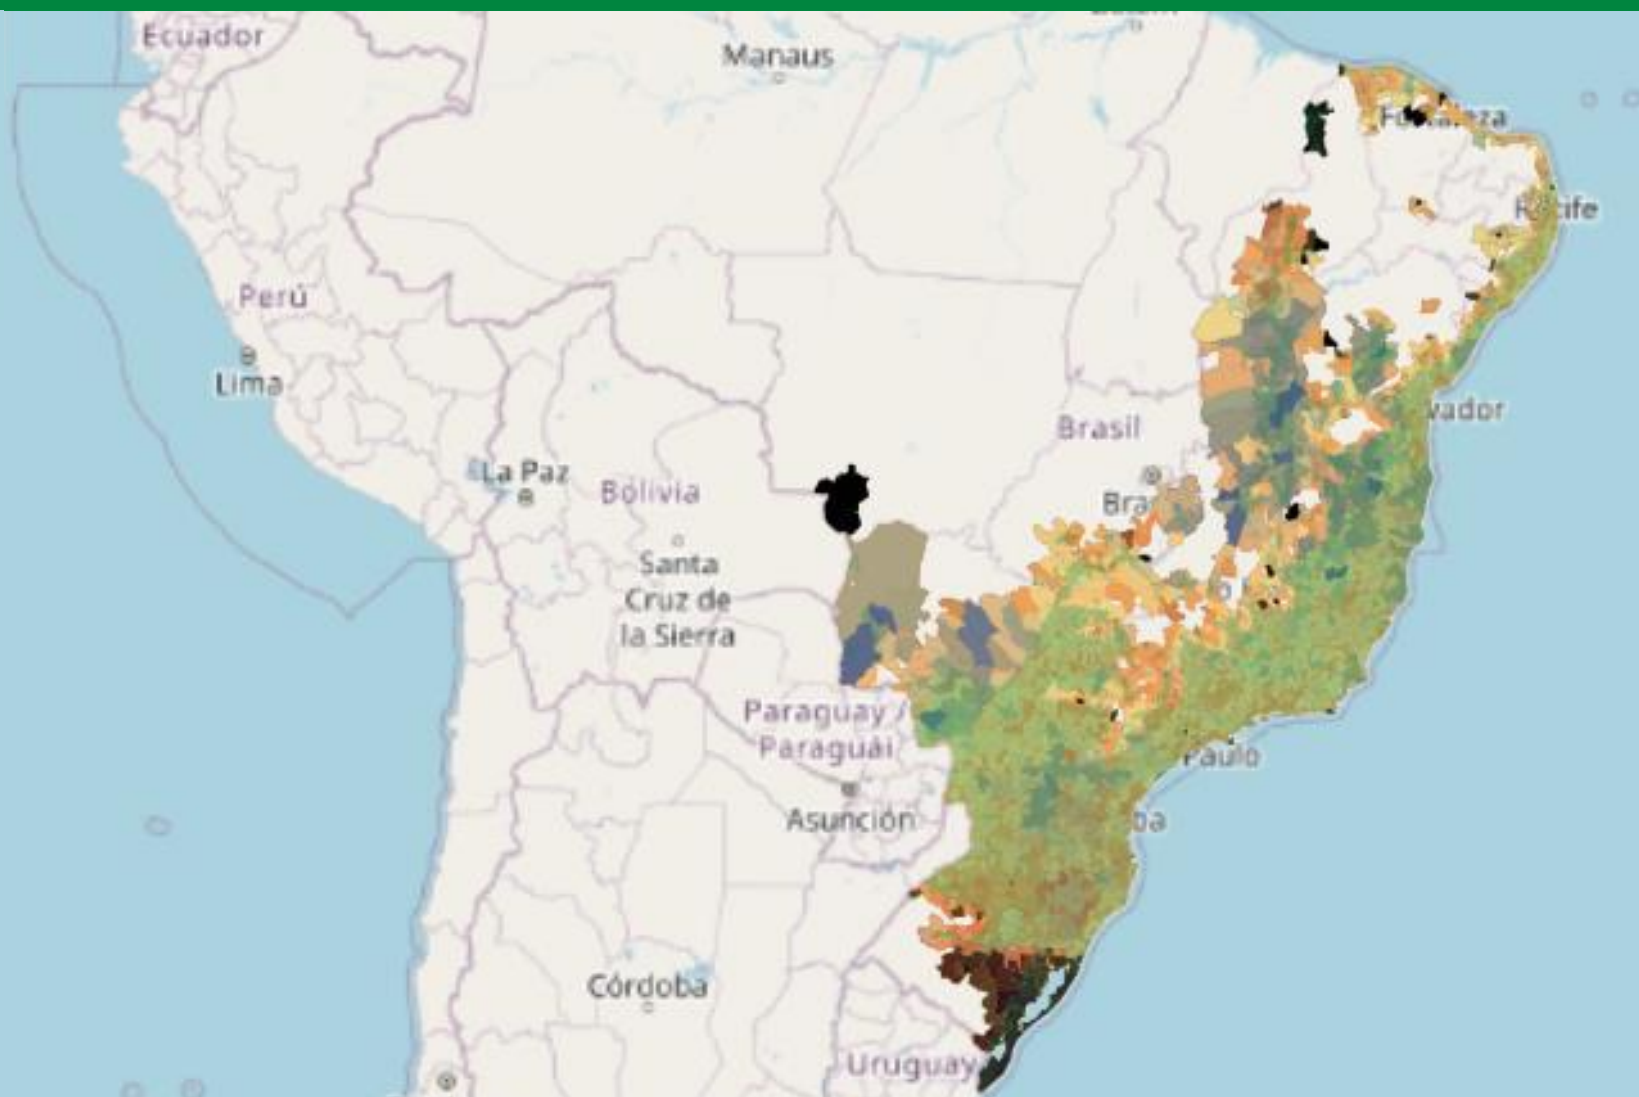 Ecuador
Manaus
Perú
Lima
Brasil
La Paz
Bolivia
Santa
Cruz de
la Sierra
Paraguay /
Paraguái
Asunción
Paulo
Córdoba
Uruguay